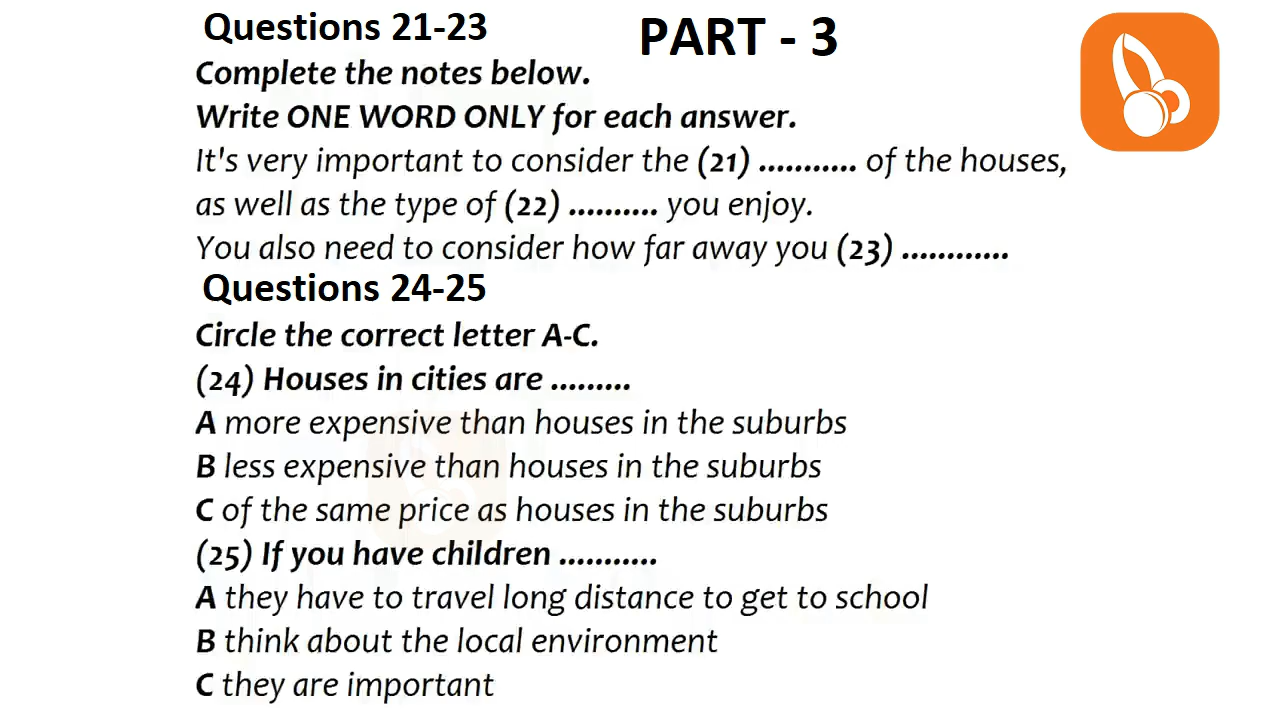 Questions 21-23
PART - 3
Complete the notes below.
Write ONE WORD ONLY for each answer.
It's very important to consider the (21) ........... of the houses,
as well as the type of (22) .......... you enjoy.
You also need to consider how far away you (23) ............
Questions 24-25
Circle the correct letter A-C.
(24) Houses in cities are .........
A more expensive than houses in the suburbs
B less expensive than houses in the suburbs
C of the same price as houses in the suburbs
(25) If you have children ...........
A they have to travel long distance to get to school
B think about the local environment
C they are important